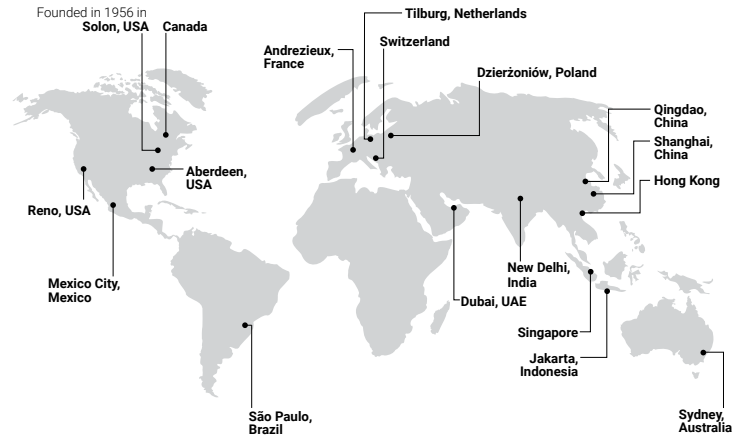 Founded in 1956 in
Solon, USA
Canada
Tilburg, Netherlands
Switzerland
Andrezieux,
France
Dzierżoniów, Poland
Qingdao,
China
Shanghai,
China
Hong Kong
Aberdeen,
USA
Reno, USA
Mexico City,
Mexico
New Delhi,
India
Dubai, UAE
Singapore
Jakarta,
Indonesia
São Paulo,
Brazil
Sydney,
Australia